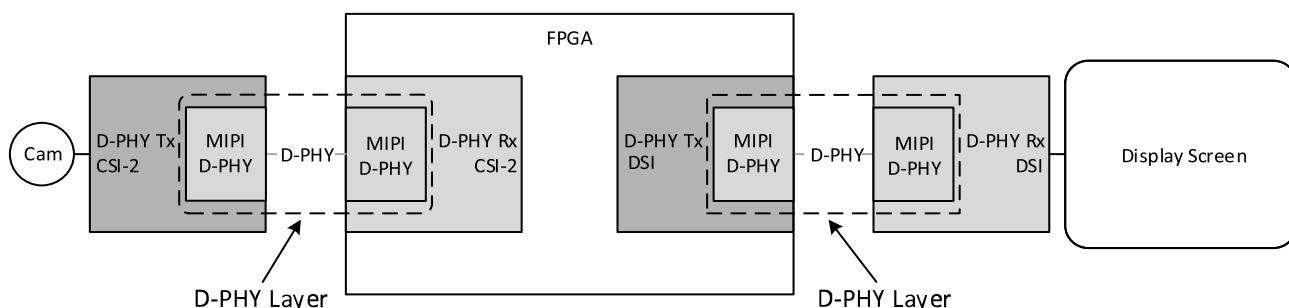 FPGA
Cam
D-PHY Tx
CSI-2
MIPI
D-PHY
D-PHY
MIPI
D-PHY
D-PHY Rx
CSI-2
D-PHY Tx
DSI
MIPI
D-PHY
D-PHY
MIPI
D-PHY
D-PHY Rx
DSI
Display Screen
D-PHY Layer
D-PHY Layer